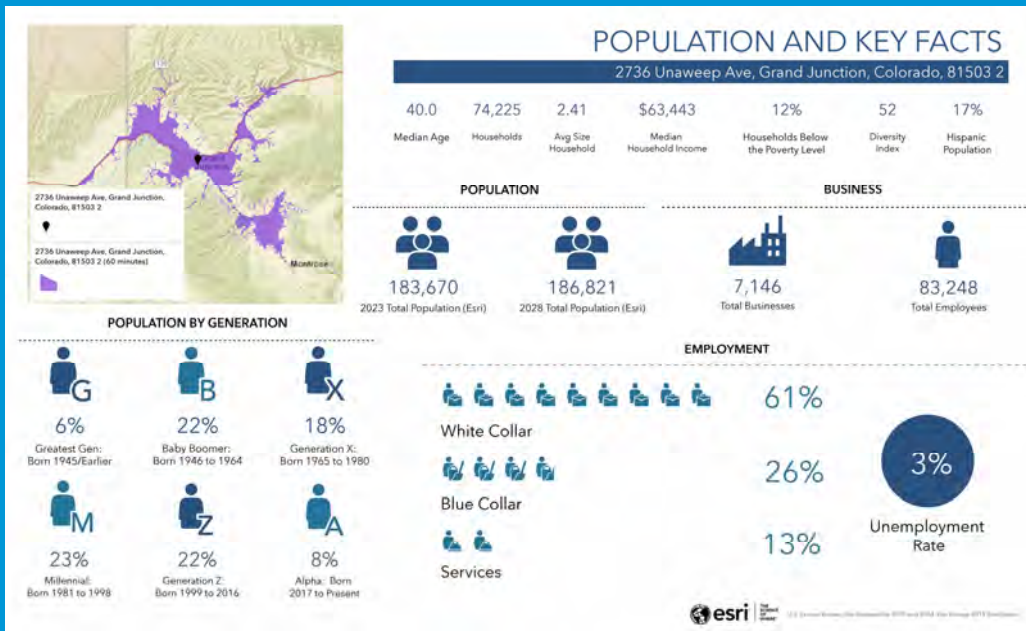 POPULATION AND KEY FACTS
2736 Unaweep Ave, Grand Junction, Colorado, 81503 2
40.0
Median Age
74,225
Households
2.41
Avg Size
Household
$63,443
Median
Household Income
12%
Households Below
the Poverty Level
52
Diversity
Index
17%
Hispanic
Population
2736 Unaweep Ave, Grand Junction,
Colorado, 81503 2
2736 Unaweep Ave, Grand Junction,
Colorado, 81503 2 (60 minutes)
Montrose
POPULATION
183,670
2023 Total Population (Esri)
186,821
2028 Total Population (Esri)
BUSINESS
7,146
Total Businesses
83,248
Total Employees
POPULATION BY GENERATION
G
6%
Greatest Gen:
Born 1945/Earlier
B
22%
Baby Boomer:
Born 1946 to 1964
X
18%
Generation X:
Born 1965 to 1980
M
23%
Millennial:
Born 1981 to 1998
Z
22%
Generation Z:
Born 1999 to 2016
A
8%
Alpha: Born
2017 to Present
EMPLOYMENT
61%
White Collar
26%
Blue Collar
13%
Services
3%
Unemployment
Rate
esri
THE
SCIENCE
OF
WHERE